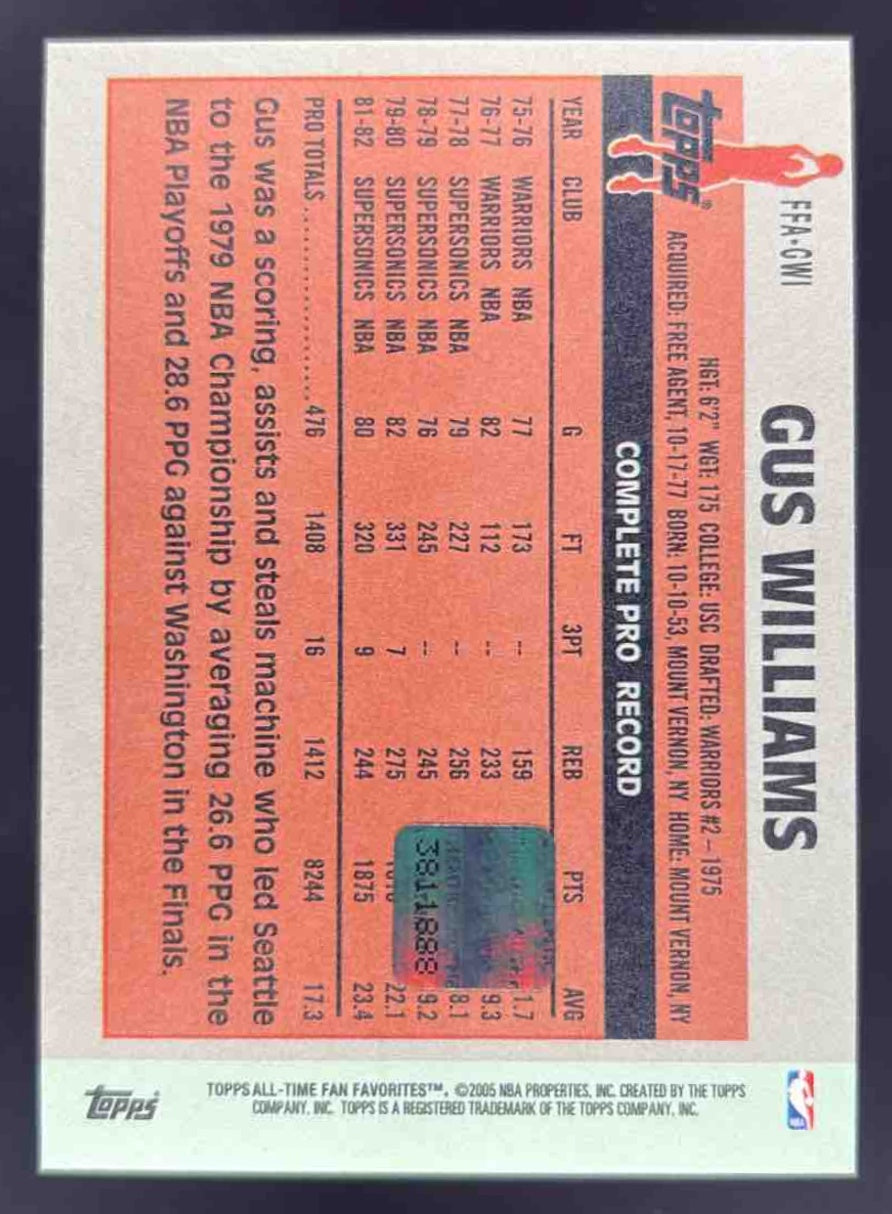 FFA-GWI
GUS WILLIAMS
topps®
HGT: 6'2" WGT: 175 COLLEGE: USC DRAFTED: WARRIORS #2 – 1975
ACQUIRED: FREE AGENT, 10-17-77 BORN: 10-10-53, MOUNT VERNON, NY HOME: MOUNT VERNON, NY
COMPLETE PRO RECORD
YEAR CLUB G FT 3PT REB PTS AVG
75-76 WARRIORS NBA 77 173 -- 159 1.7
76-77 WARRIORS NBA 82 112 -- 233 9.3
77-78 SUPERSONICS NBA 79 227 -- 256 8.1
78-79 SUPERSONICS NBA 76 245 -- 245 9.2
79-80 SUPERSONICS NBA 82 331 7 275 22.1
81-82 SUPERSONICS NBA 80 320 9 244 1875 23.4
3811888
PRO TOTALS .................... 476 1408 16 1412 8244 17.3
Gus was a scoring, assists and steals machine who led Seattle
to the 1979 NBA Championship by averaging 26.6 PPG in the
NBA Playoffs and 28.6 PPG against Washington in the Finals.
NBA
TOPPS ALL-TIME FAN FAVORITES™. ©2005 NBA PROPERTIES, INC. CREATED BY THE TOPPS
COMPANY, INC. TOPPS IS A REGISTERED TRADEMARK OF THE TOPPS COMPANY, INC.
topps